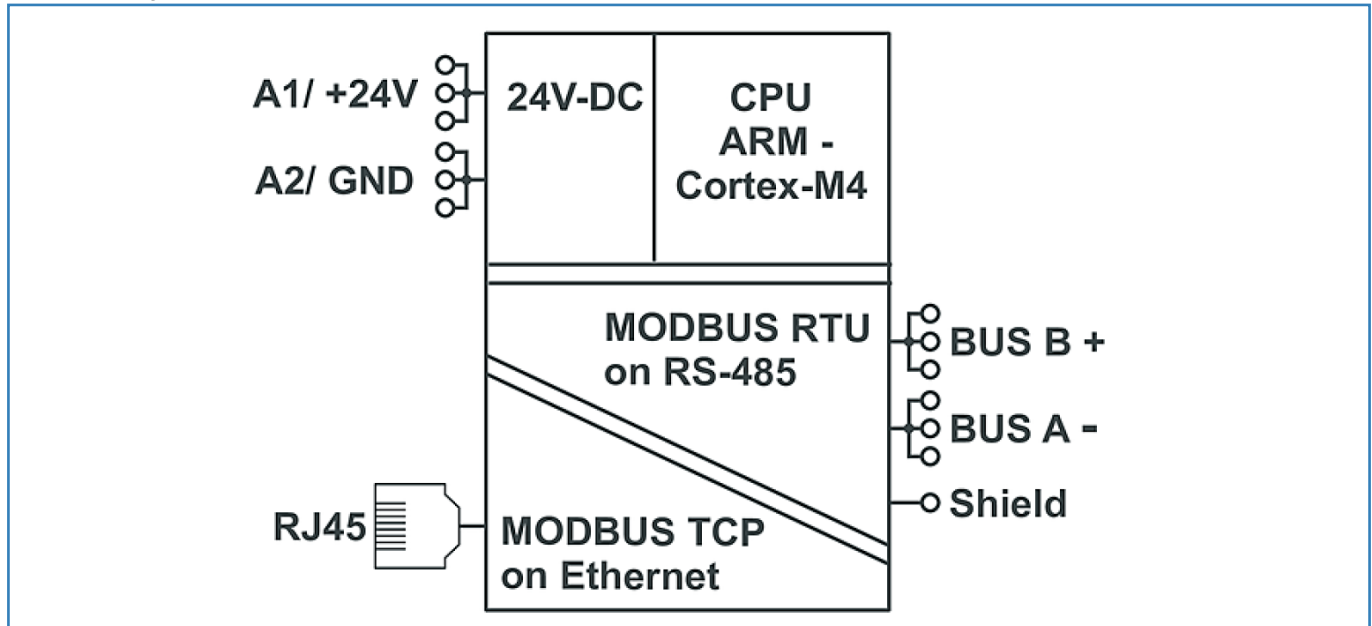 A1/ +24V
A2/ GND
24V-DC
CPU
ARM -
Cortex-M4
MODBUS RTU
on RS-485
BUS B +
BUS A -
Shield
RJ45
MODBUS TCP
on Ethernet